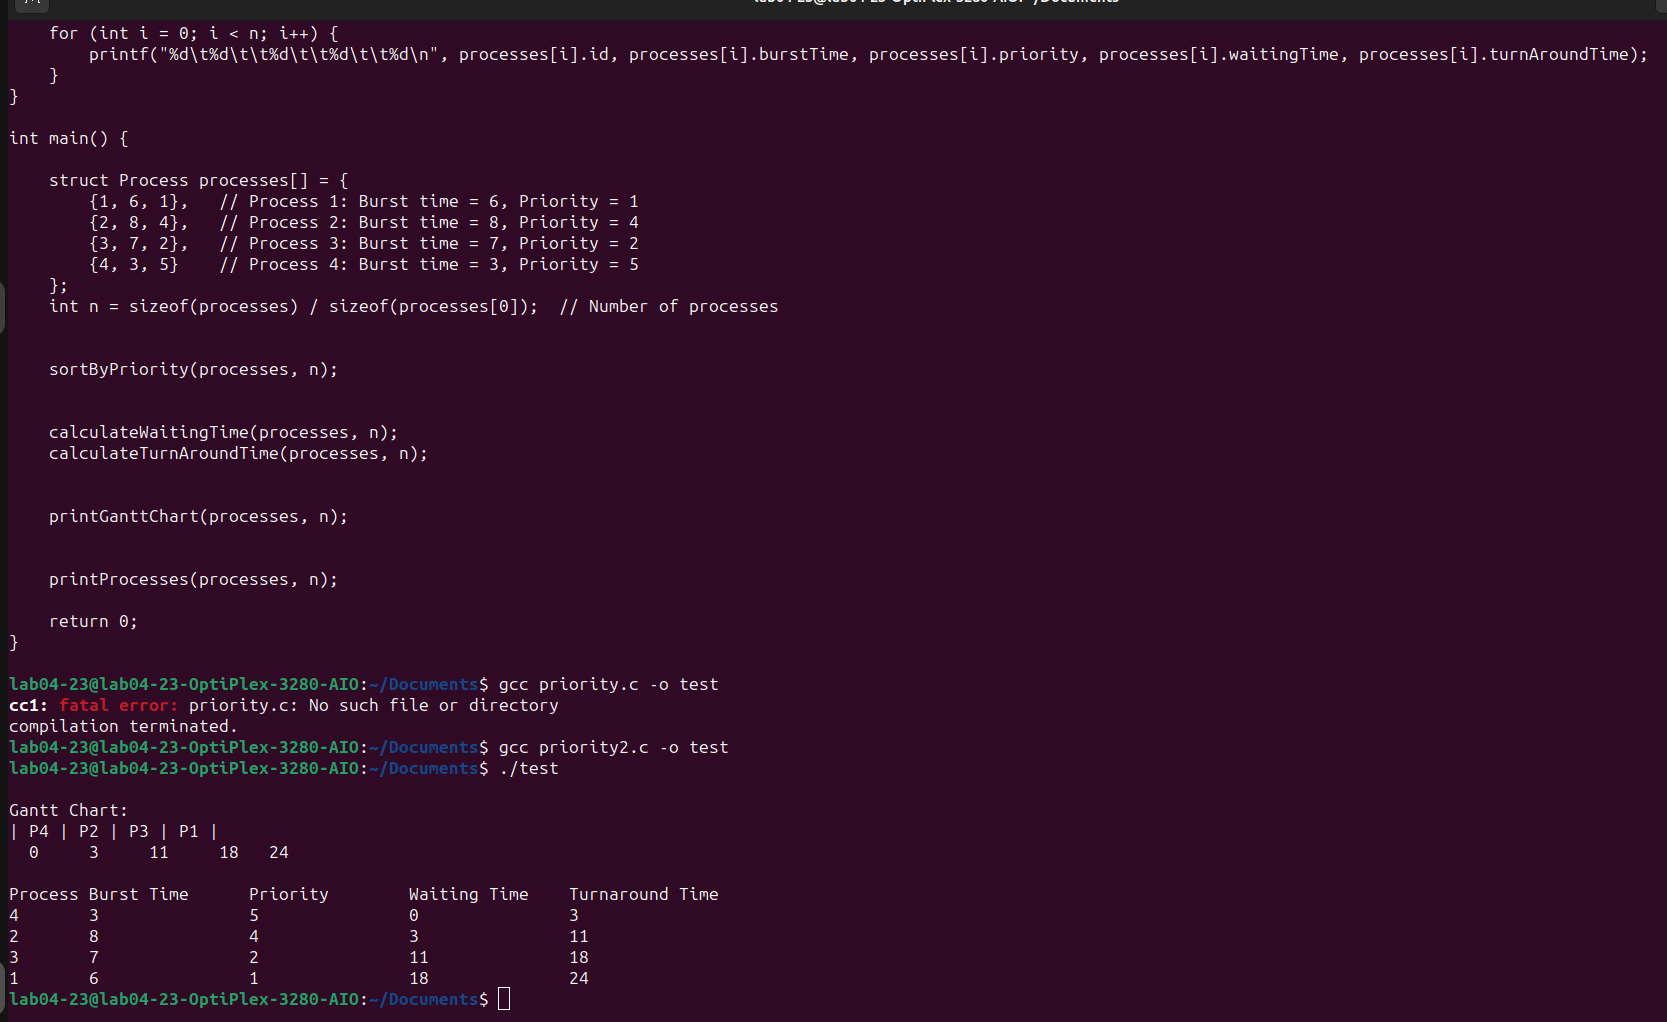 for (int i = 0; i < n; i++) {
        printf("%d\t%d\t\t%d\t\t%d\t\t%d\n", processes[i].id, processes[i].burstTime, processes[i].priority, processes[i].waitingTime, processes[i].turnAroundTime);
    }
}

int main() {

    struct Process processes[] = {
        {1, 6, 1},   // Process 1: Burst time = 6, Priority = 1
        {2, 8, 4},   // Process 2: Burst time = 8, Priority = 4
        {3, 7, 2},   // Process 3: Burst time = 7, Priority = 2
        {4, 3, 5}    // Process 4: Burst time = 3, Priority = 5
    };
    int n = sizeof(processes) / sizeof(processes[0]);  // Number of processes


    sortByPriority(processes, n);


    calculateWaitingTime(processes, n);
    calculateTurnAroundTime(processes, n);


    printGanttChart(processes, n);


    printProcesses(processes, n);

    return 0;
}

lab04-23@lab04-23-OptiPlex-3280-AIO:~/Documents$ gcc priority.c -o test
cc1: fatal error: priority.c: No such file or directory
compilation terminated.
lab04-23@lab04-23-OptiPlex-3280-AIO:~/Documents$ gcc priority2.c -o test
lab04-23@lab04-23-OptiPlex-3280-AIO:~/Documents$ ./test

Gantt Chart:
| P4 | P2 | P3 | P1 |
  0     3     11     18   24

Process Burst Time      Priority        Waiting Time    Turnaround Time
4       3               5               0               3
2       8               4               3               11
3       7               2               11              18
1       6               1               18              24
lab04-23@lab04-23-OptiPlex-3280-AIO:~/Documents$